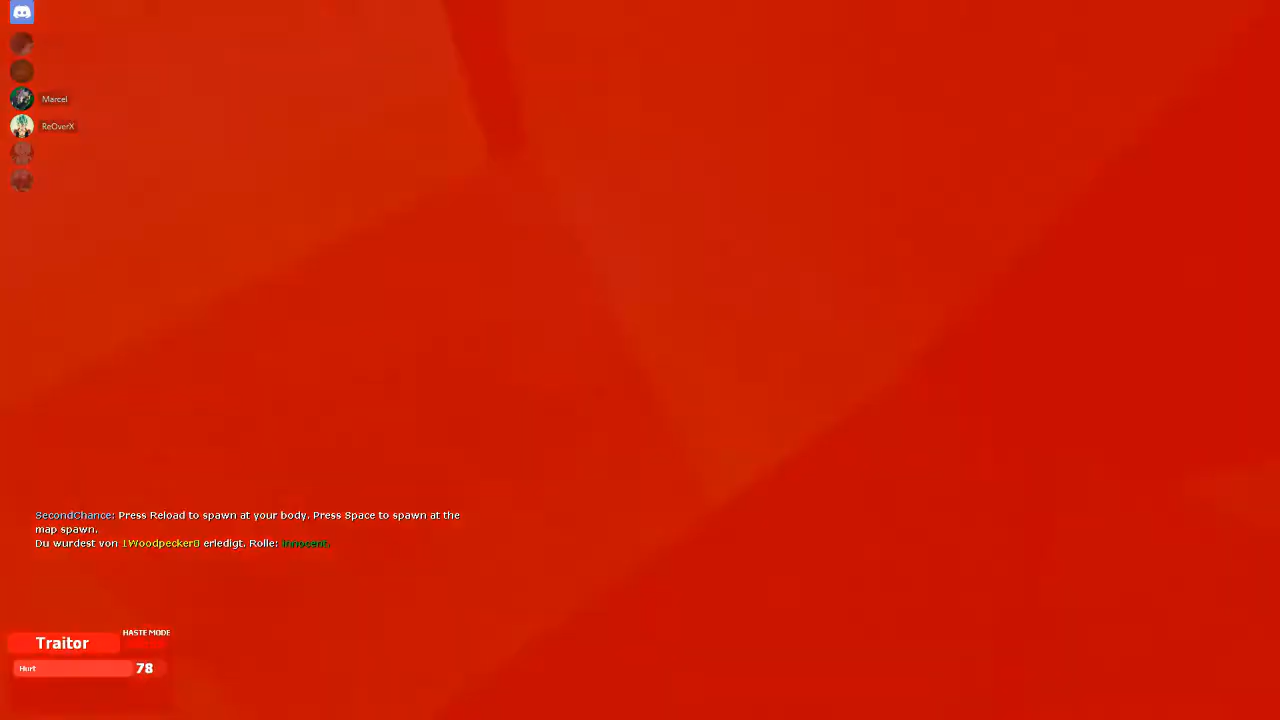 Marcel
ReOverX
SecondChance: Press Reload to spawn at your body. Press Space to spawn at the
map spawn.
Du wurdest von 1Woodpecker0 erledigt. Rolle: Innocent.
HASTE MODE
Traitor
Hurt
78